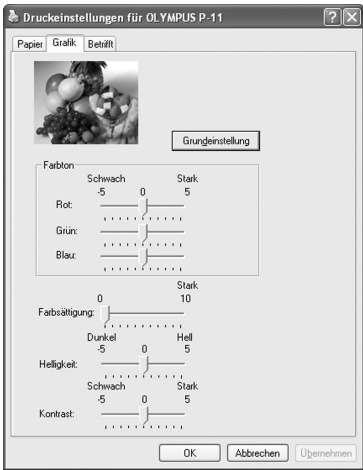 Druckeinstellungen für OLYMPUS P-11
Papier Grafik Betrifft
Grundeinstellung
Farbton
Schwach Stark
-5 0 5
Rot:
Grün:
Blau:
Stark
0 10
Farbsättigung:
Dunkel Hell
-5 0 5
Helligkeit:
Schwach Stark
-5 0 5
Kontrast:
OK Abbrechen Übernehmen